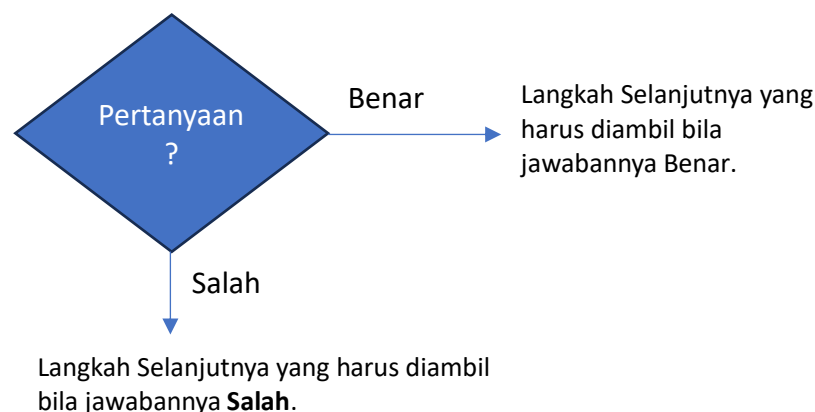 Pertanyaan
?
Benar
Langkah Selanjutnya yang
harus diambil bila
jawabannya Benar.
Salah
Langkah Selanjutnya yang harus diambil
bila jawabannya Salah.